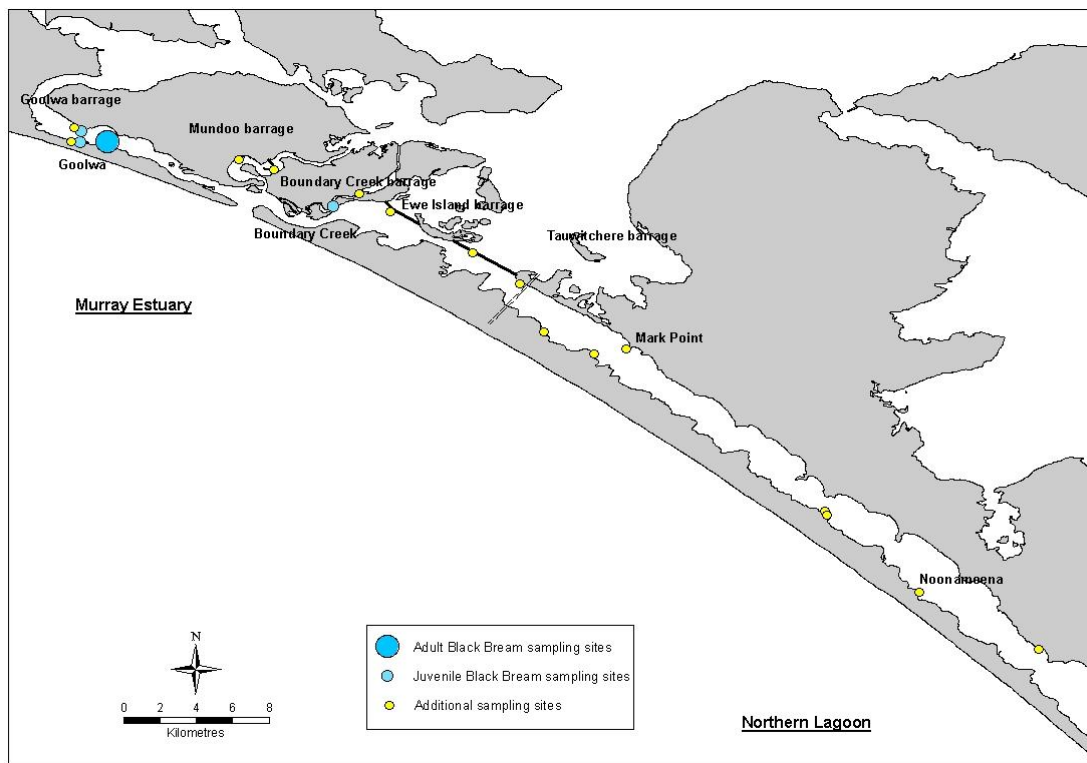 Goolwa barrage
Mundoo barrage
Goolwa
Boundary Creek barrage
Ewe Island barrage
Boundary Creek
Tauwitchere barrage
Murray Estuary
Mark Point
Noonameena
N
0 2 4 6 8
Kilometres
Adult Black Bream sampling sites
Juvenile Black Bream sampling sites
Additional sampling sites
Northern Lagoon